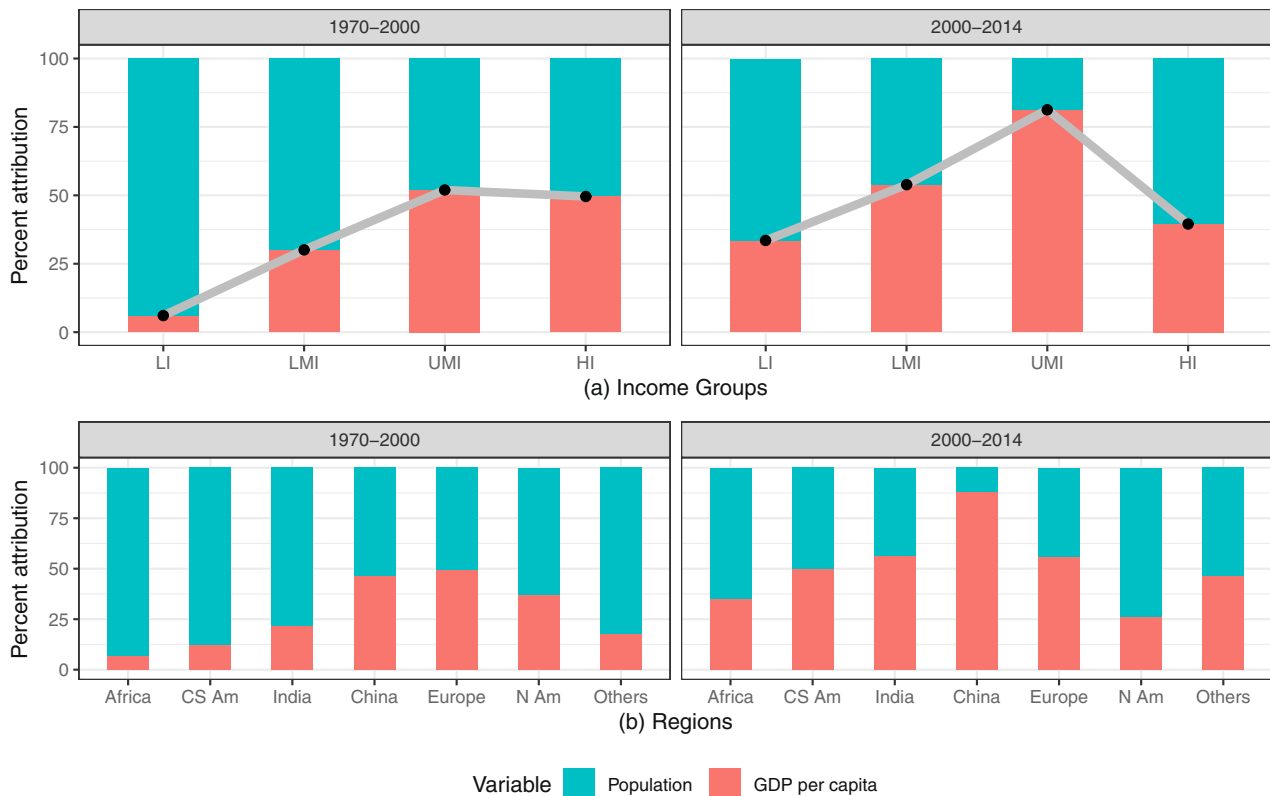 1970–2000 2000–2014
Percent attribution
100
75
50
25
0
LI LMI UMI HI LI LMI UMI HI
(a) Income Groups
1970–2000 2000–2014
Percent attribution
100
75
50
25
0
Africa CS Am India China Europe N Am Others Africa CS Am India China Europe N Am Others
(b) Regions
Variable Population GDP per capita